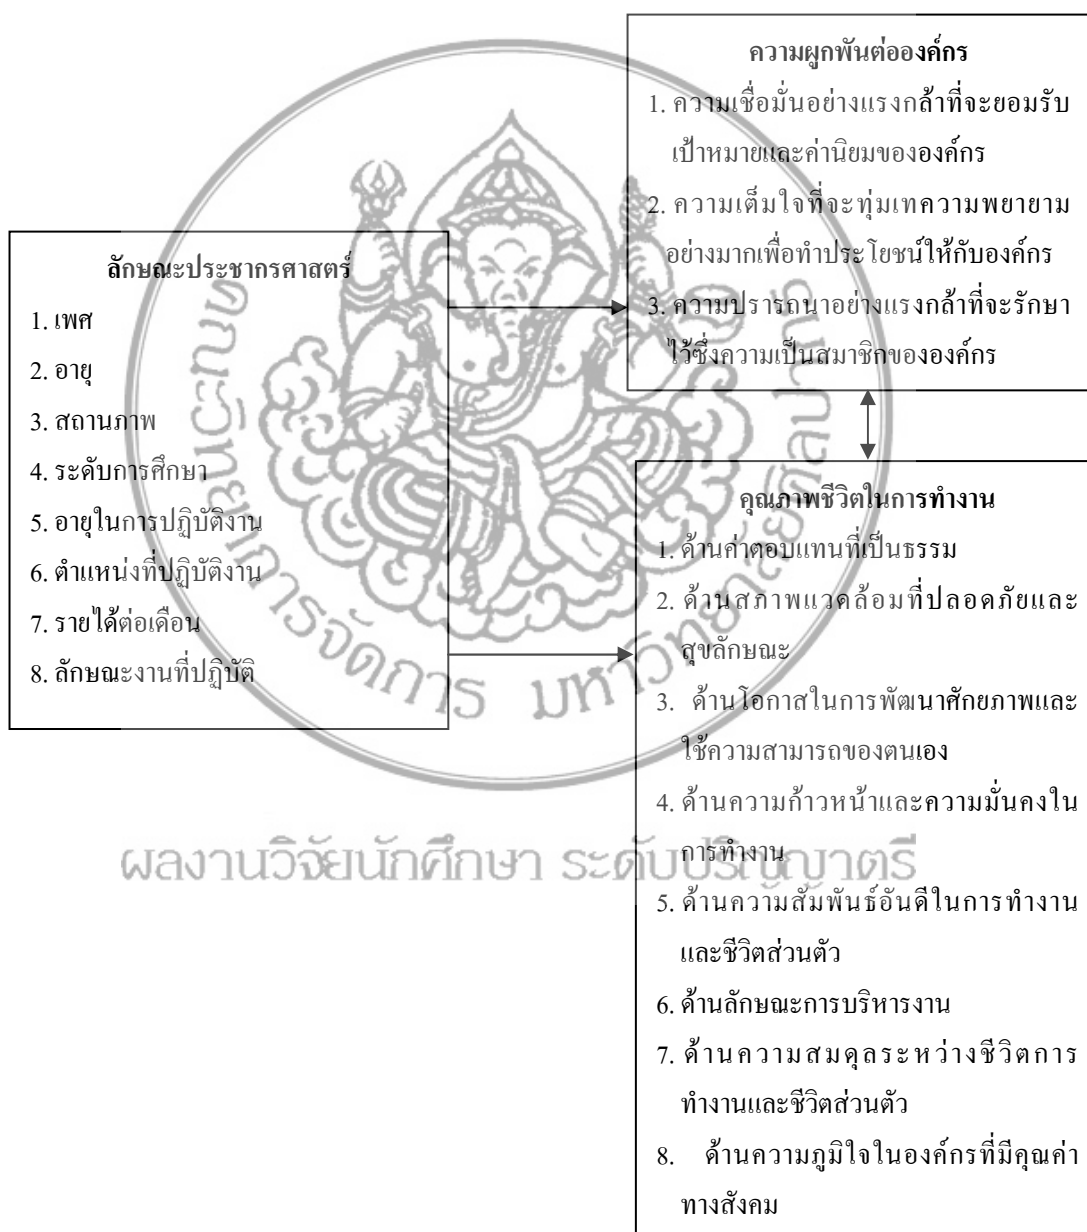 ความผูกพันต่อองค์กร
1. ความเชื่อมั่นอย่างแรงกล้าที่จะยอมรับ
เป้าหมายและค่านิยมขององค์กร
2. ความเต็มใจที่จะทุ่มเทความพยายาม
อย่างมากเพื่อทำประโยชน์ให้กับองค์กร
3. ความปรารถนาอย่างแรงกล้าที่จะรักษา
ไว้ซึ่งความเป็นสมาชิกขององค์กร
ลักษณะประชากรศาสตร์
1. เพศ
2. อายุ
3. สถานภาพ
4. ระดับการศึกษา
5. อายุในการปฏิบัติงาน
6. ตำแหน่งที่ปฏิบัติงาน
7. รายได้ต่อเดือน
8. ลักษณะงานที่ปฏิบัติ
คุณภาพชีวิตในการทำงาน
1. ด้านค่าตอบแทนที่เป็นธรรม
2. ด้านสภาพแวดล้อมที่ปลอดภัยและ
สุขลักษณะ
3. ด้านโอกาสในการพัฒนาศักยภาพและ
ใช้ความสามารถของตนเอง
4. ด้านความก้าวหน้าและความมั่นคงใน
การทำงาน
5. ด้านความสัมพันธ์อันดีในการทำงาน
และชีวิตส่วนตัว
6. ด้านลักษณะการบริหารงาน
7. ด้านความสมดุลระหว่างชีวิตการ
ทำงานและชีวิตส่วนตัว
8. ด้านความภูมิใจในองค์กรที่มีคุณค่า
ทางสังคม
คณะวิทยาการจัดการ มหาวิทยาลัยศิลปากร
ผลงานวิจัยนักศึกษา ระดับปริญญาตรี